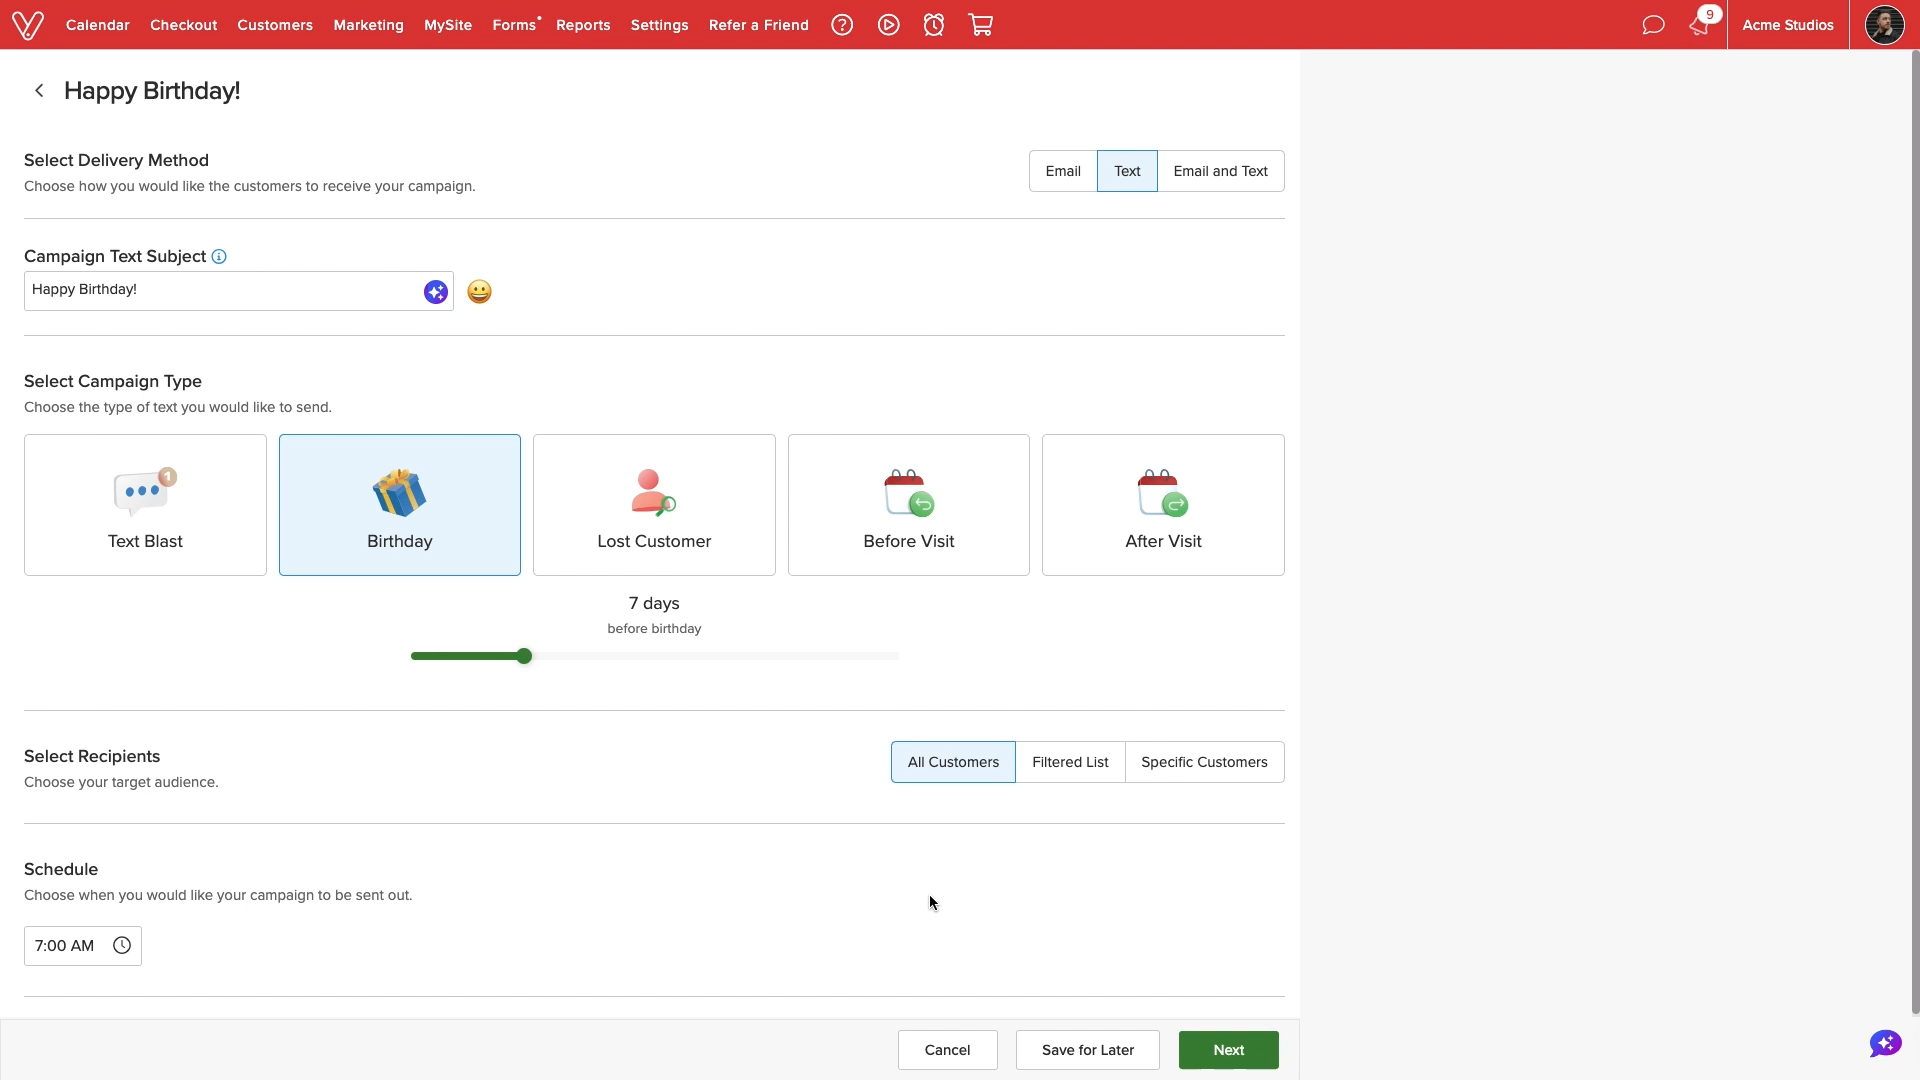 Calendar Checkout Customers Marketing MySite Forms Reports Settings Refer a Friend 9 Acme Studios
Happy Birthday!
Select Delivery Method
Choose how you would like the customers to receive your campaign.
Email Text Email and Text
Campaign Text Subject
Happy Birthday!
Select Campaign Type
Choose the type of text you would like to send.
1
Text Blast Birthday Lost Customer Before Visit After Visit
7 days
before birthday
Select Recipients
Choose your target audience.
All Customers Filtered List Specific Customers
Schedule
Choose when you would like your campaign to be sent out.
7:00 AM
Cancel Save for Later Next